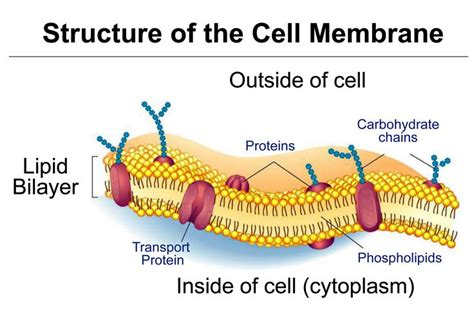 Structure of the Cell Membrane
Outside of cell
Carbohydrate
chains
Proteins
Lipid
Bilayer
Transport
Protein
Phospholipids
Inside of cell (cytoplasm)